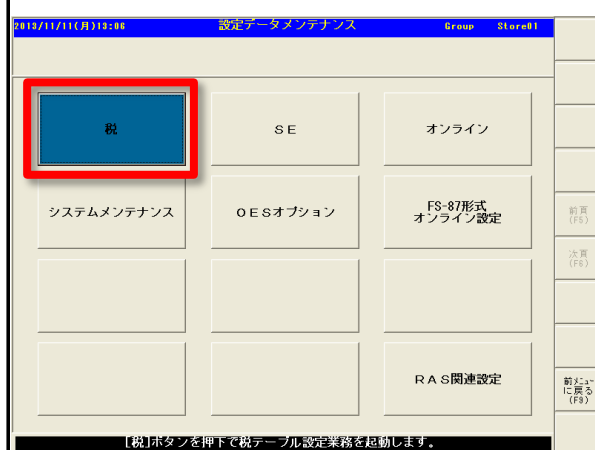 2013/11/11(月)13:06 設定データメンテナンス Group Store01
税
ＳＥ
オンライン
システムメンテナンス
ＯＥＳオプション
FS-87形式
オンライン設定
前頁
(F5)
次頁
(F6)
ＲＡＳ関連設定
前ﾒﾆｭｰ
に戻る
(F9)
[税]ボタンを押下で税テーブル設定業務を起動します。